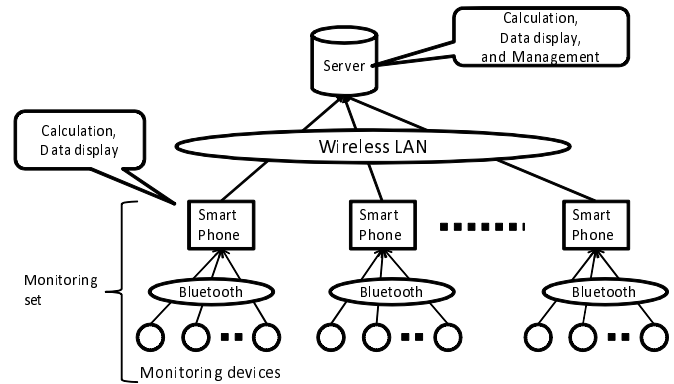 Calculation,
Data display,
and Management
Server
Calculation,
Data display
Wireless LAN
Smart
Phone
Smart
Phone
Smart
Phone
Monitoring
set
Bluetooth
Bluetooth
Bluetooth
Monitoring devices